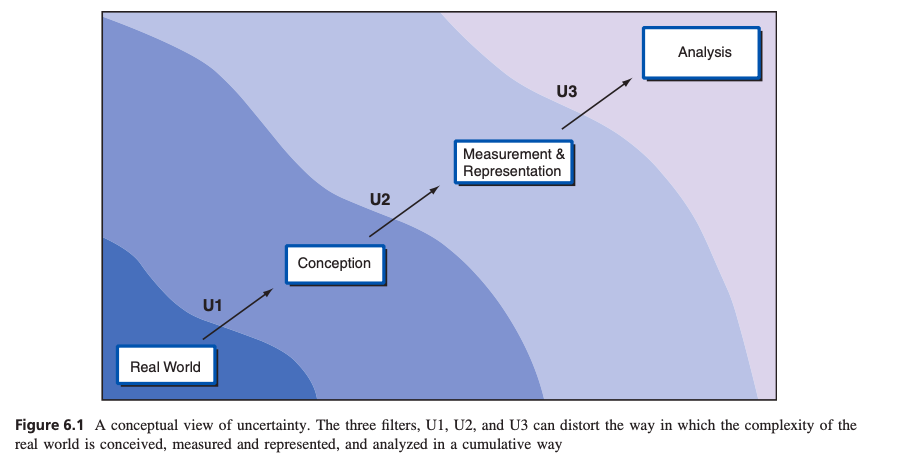 Analysis
U3
Measurement &
Representation
U2
Conception
U1
Real World
Figure 6.1 A conceptual view of uncertainty. The three filters, U1, U2, and U3 can distort the way in which the complexity of the
real world is conceived, measured and represented, and analyzed in a cumulative way